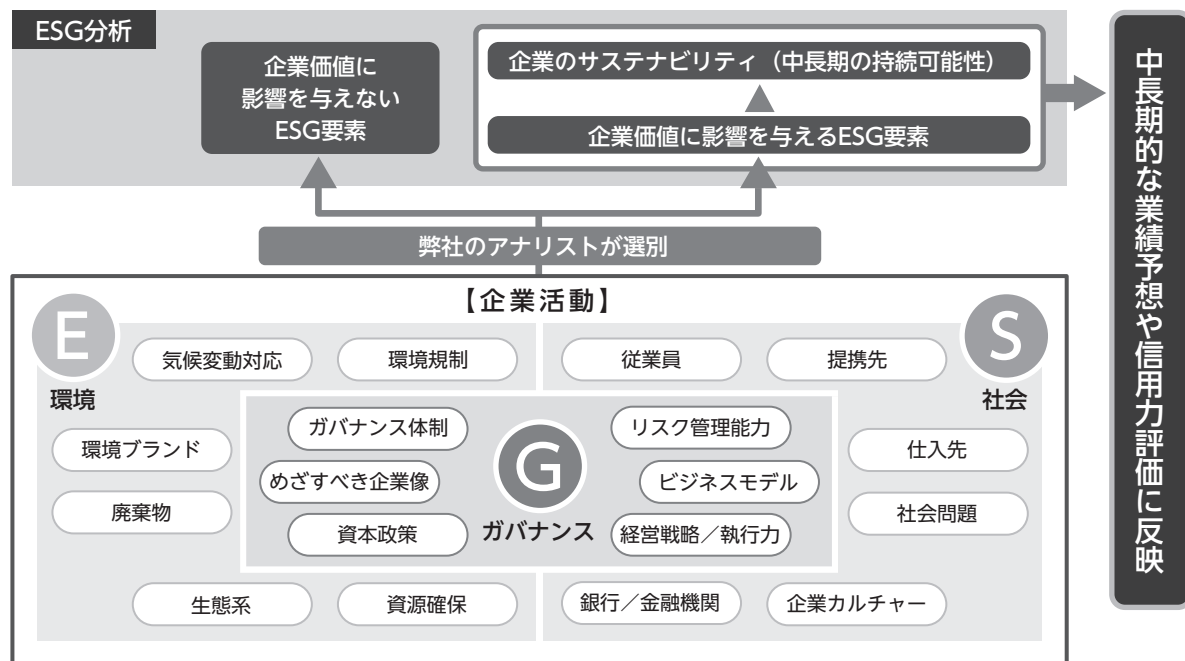 ESG分析
企業価値に
影響を与えない
ESG要素
企業のサステナビリティ（中長期の持続可能性）
企業価値に影響を与えるESG要素
中長期的な業績予想や信用力評価に反映
弊社のアナリストが選別
【企業活動】
E
環境
気候変動対応
環境規制
環境ブランド
廃棄物
生態系
資源確保
S
社会
従業員
提携先
仕入先
社会問題
銀行／金融機関
企業カルチャー
G
ガバナンス
ガバナンス体制
めざすべき企業像
資本政策
リスク管理能力
ビジネスモデル
経営戦略／執行力